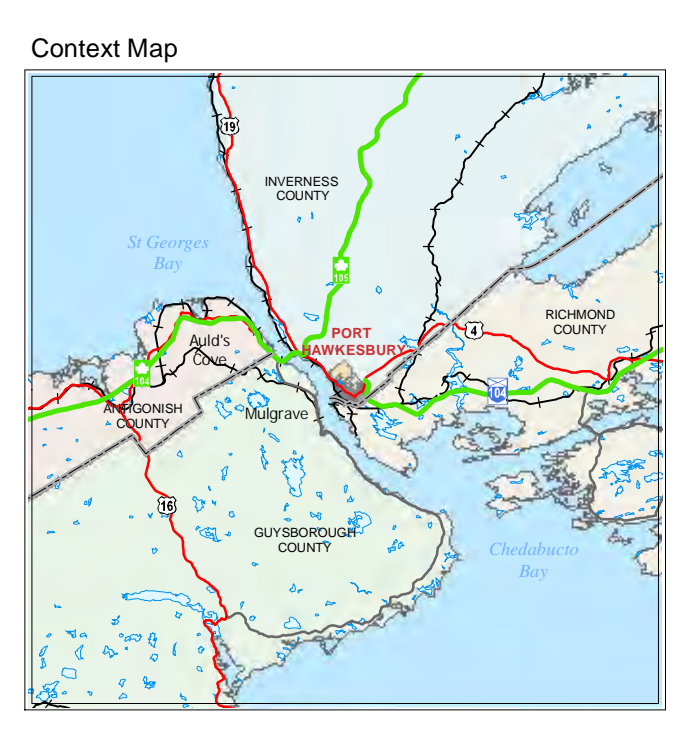 Context Map
19
INVERNESS
COUNTY
St Georges
Bay
105
RICHMOND
COUNTY
PORT
HAWKESBURY
4
Auld's
Cove
104
104
ANTIGONISH
COUNTY
Mulgrave
16
GUYSBOROUGH
COUNTY
Chedabucto
Bay